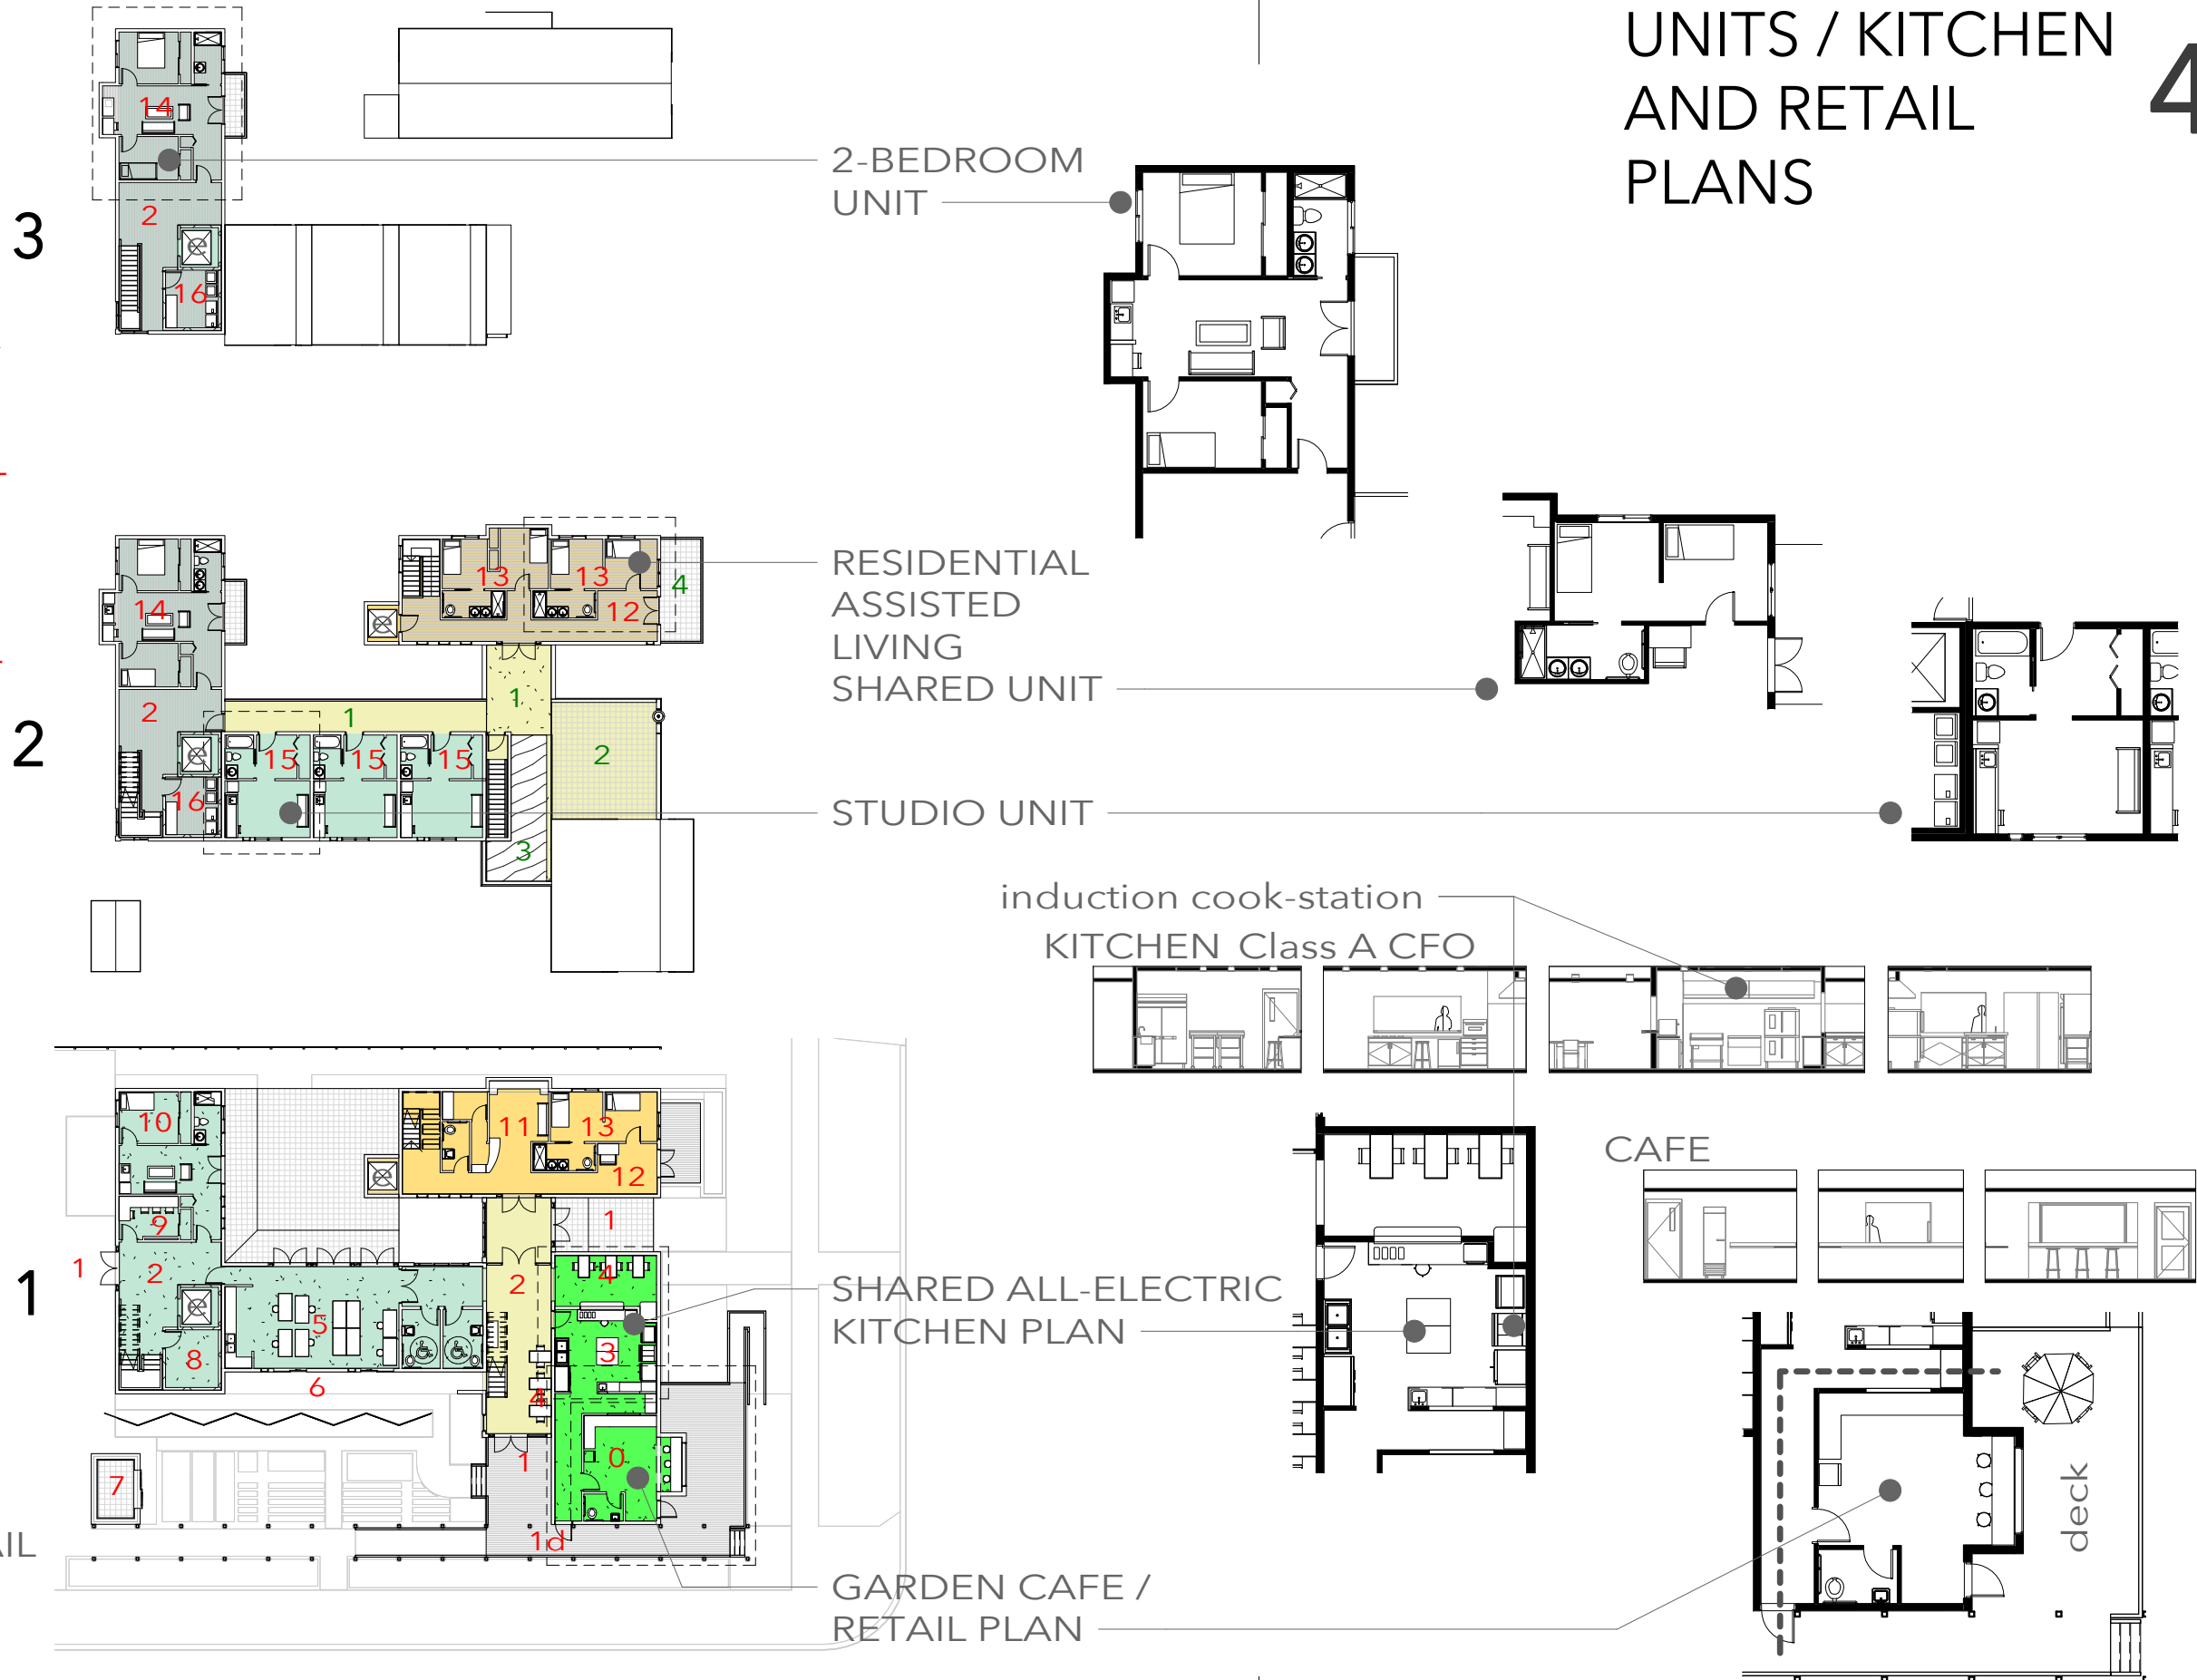 UNITS / KITCHEN
AND RETAIL
PLANS
4
3
14
2
e
16
2-BEDROOM
UNIT
2
14
2
e
16
15
15
15
1
1
2
3
4
e
13
13
12
RESIDENTIAL
ASSISTED
LIVING
SHARED UNIT
STUDIO UNIT
induction cook-station
KITCHEN Class A CFO
CAFE
1
10
9
1
2
e
8
5
6
7
11
13
12
e
1
2
4
3
4
0
1
1d
SHARED ALL-ELECTRIC
KITCHEN PLAN
GARDEN CAFE /
RETAIL PLAN
deck